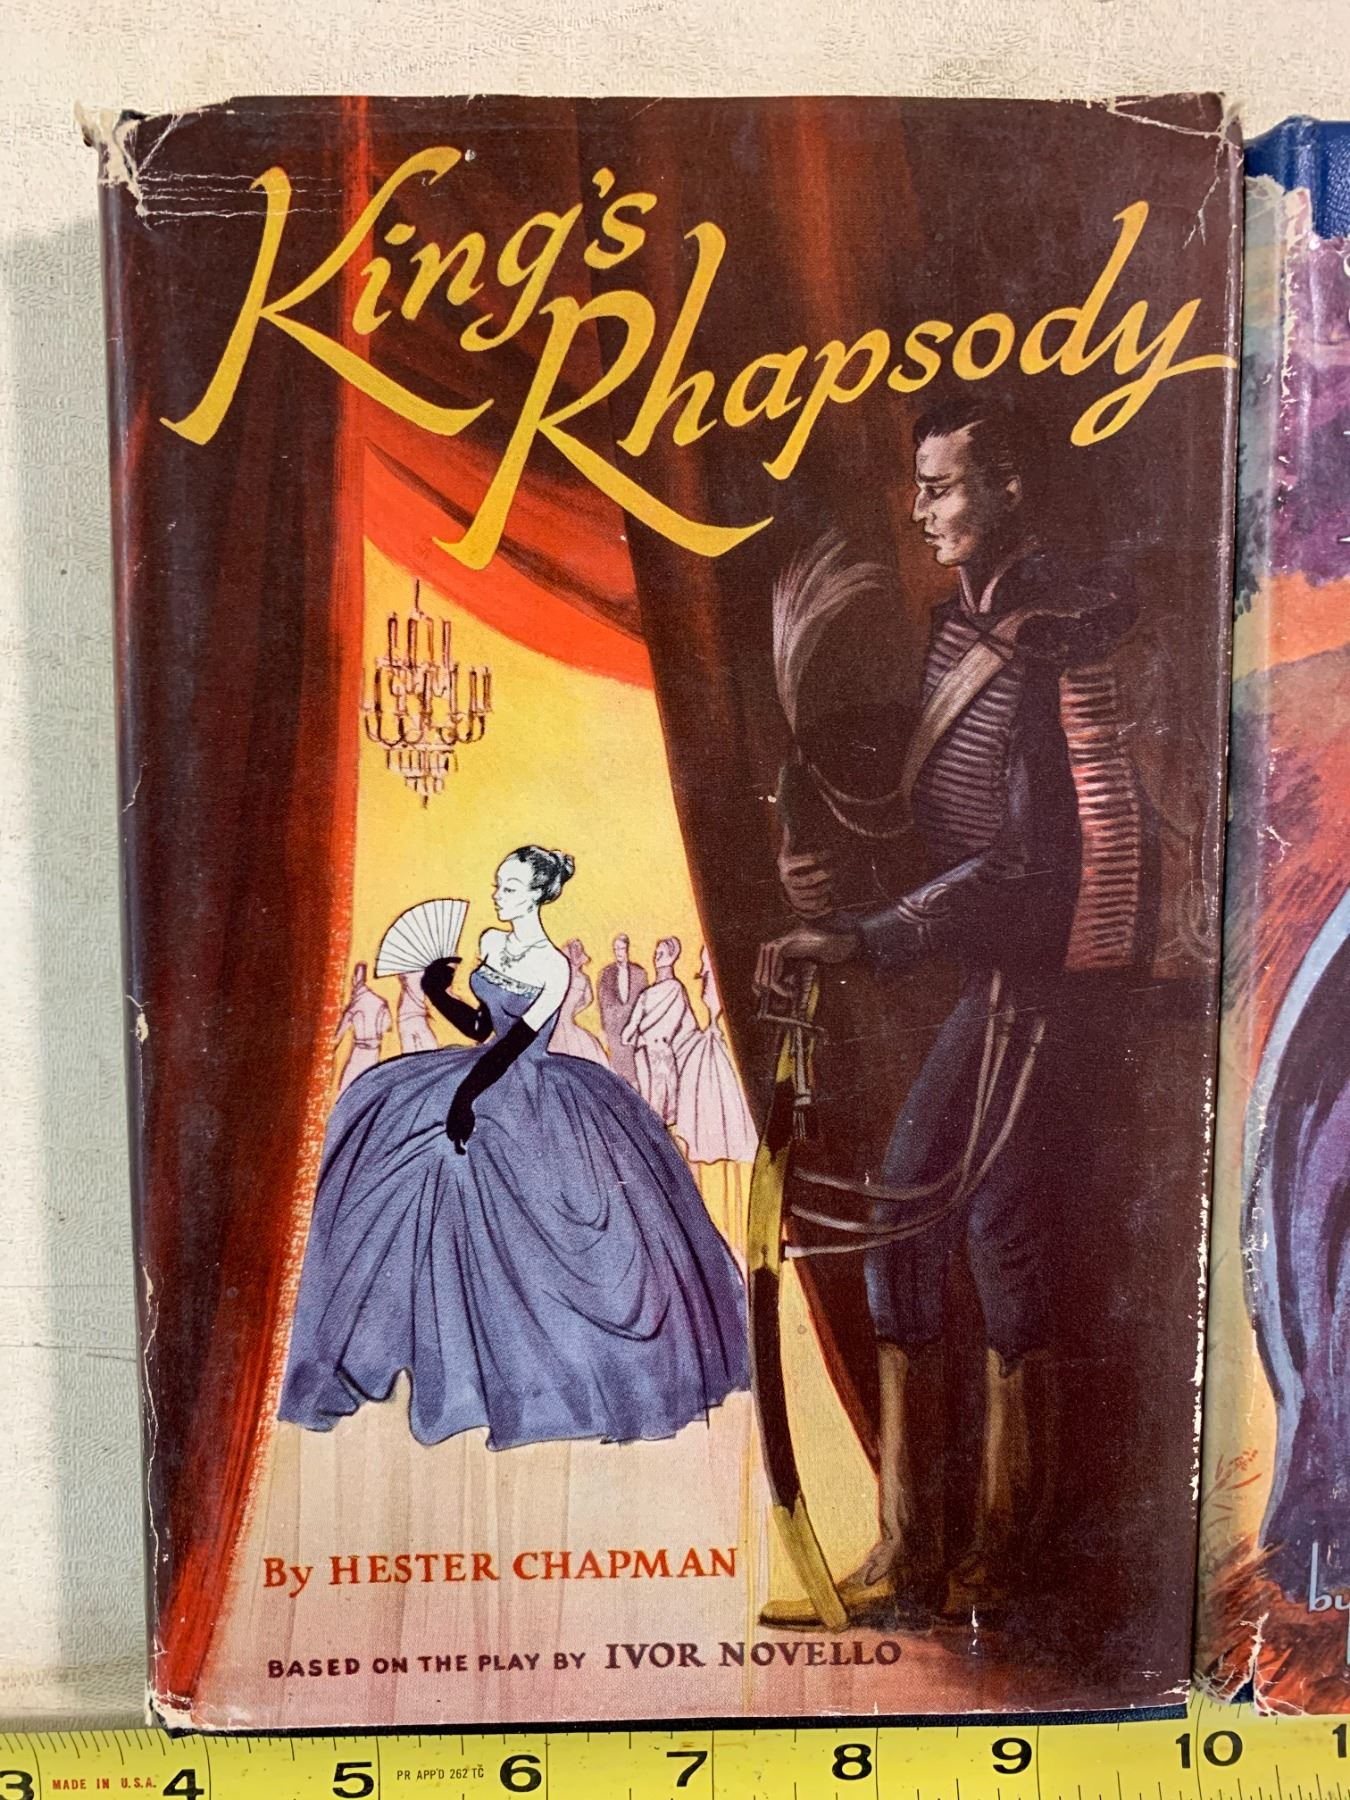 King's
Rhapsody
By HESTER CHAPMAN
BASED ON THE PLAY BY IVOR NOVELLO
by
3 MADE IN U.S.A. 4 5 PR APP'D 262 TC 6 7 8 9 10